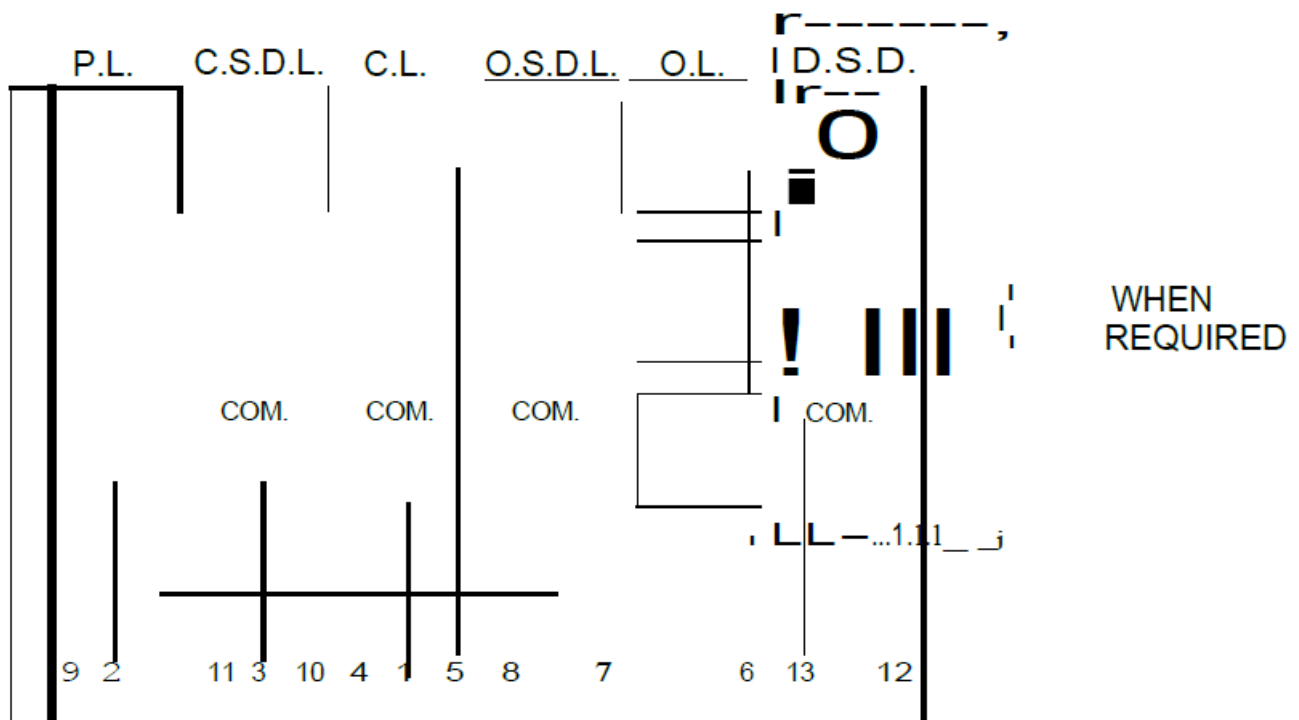 P.L. C.S.D.L. C.L. O.S.D.L. O.L. D.S.D.
O
WHEN
REQUIRED
! III
COM. COM. COM. COM.
9 2 11 3 10 4 1 5 8 7 6 13 12